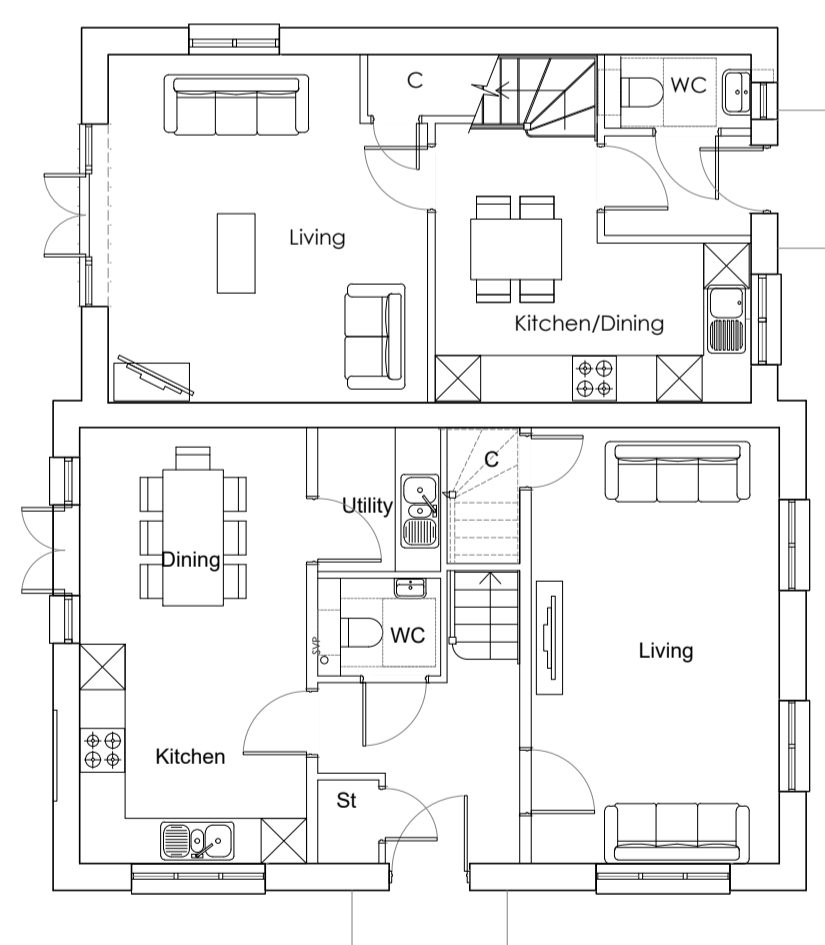 C
WC
Living
Kitchen/Dining
C
Utility
Dining
WC
SVP
Living
Kitchen
St